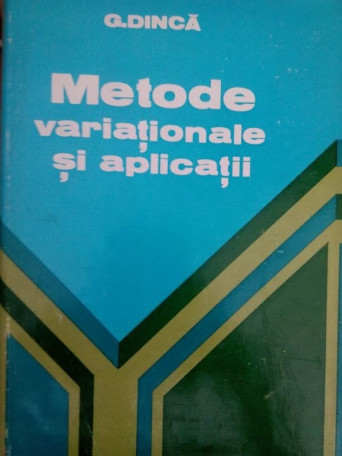 G.DINCĂ
Metode
variaționale
și aplicații